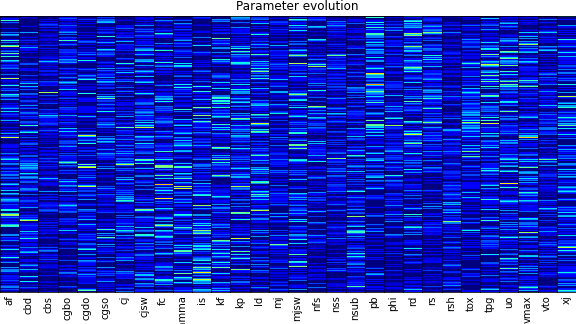 Parameter evolution
af
cbd
cbs
cgbo
cgdo
cgso
cj
cjsw
fc
mma
is
kf
kp
ld
mj
mjsw
nfs
nss
nsub
pb
phi
rd
rs
rsh
tox
tpg
uo
vmax
vto
xj